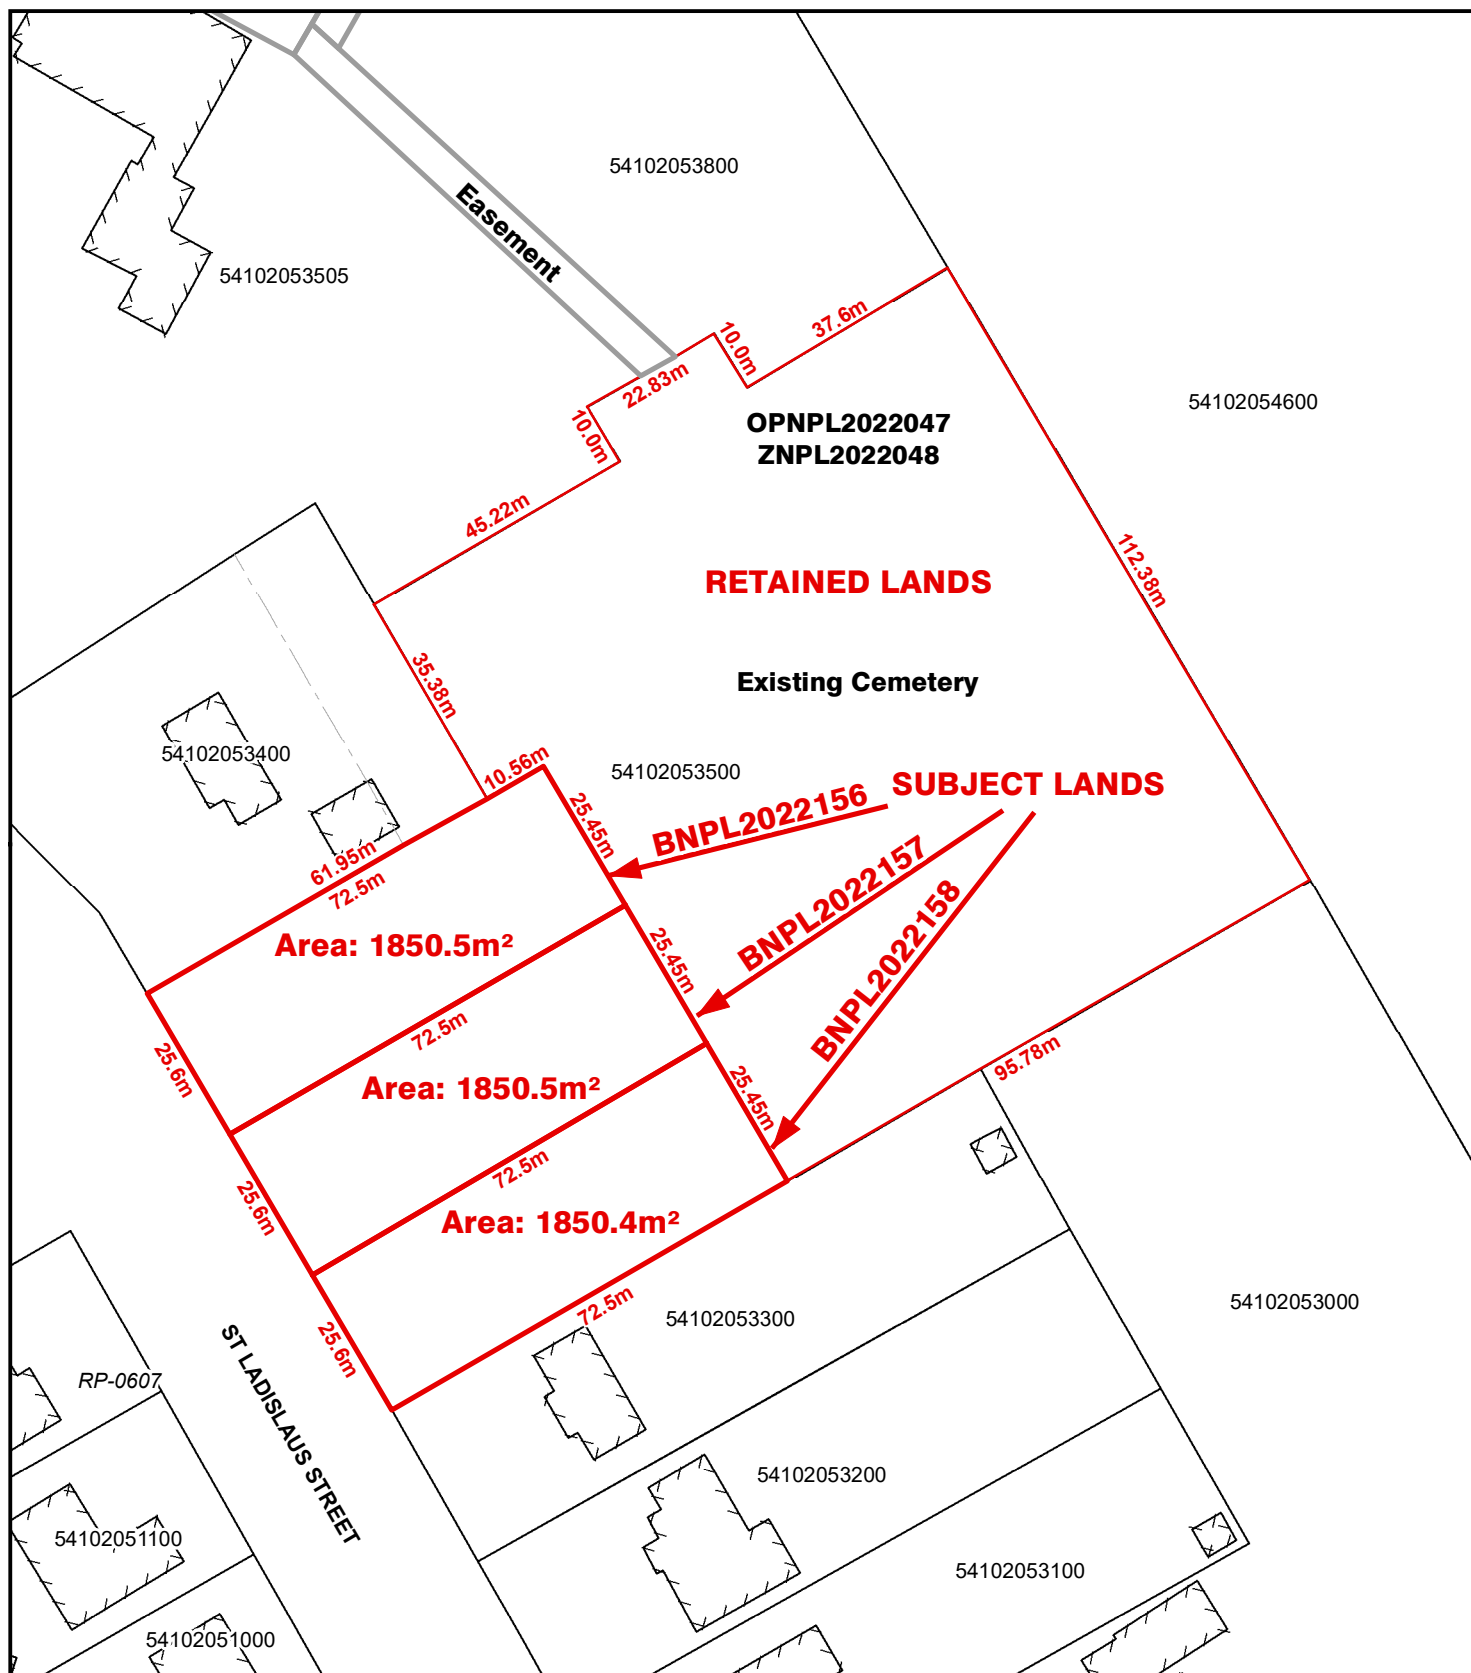 54102053800
Easement
54102053505
10.0m
37.6m
22.83m
54102054600
10.0m
OPNPL2022047
ZNPL2022048
45.22m
112.38m
RETAINED LANDS
35.38m
Existing Cemetery
54102053400
10.56m
54102053500
SUBJECT LANDS
25.45m
BNPL2022156
61.95m
72.5m
BNPL2022157
BNPL2022158
Area: 1850.5m²
25.45m
72.5m
25.6m
95.78m
Area: 1850.5m²
25.45m
72.5m
25.6m
Area: 1850.4m²
72.5m
25.6m
54102053300
54102053000
RP-0607
ST LADISLAUS STREET
54102053200
54102051100
54102053100
54102051000